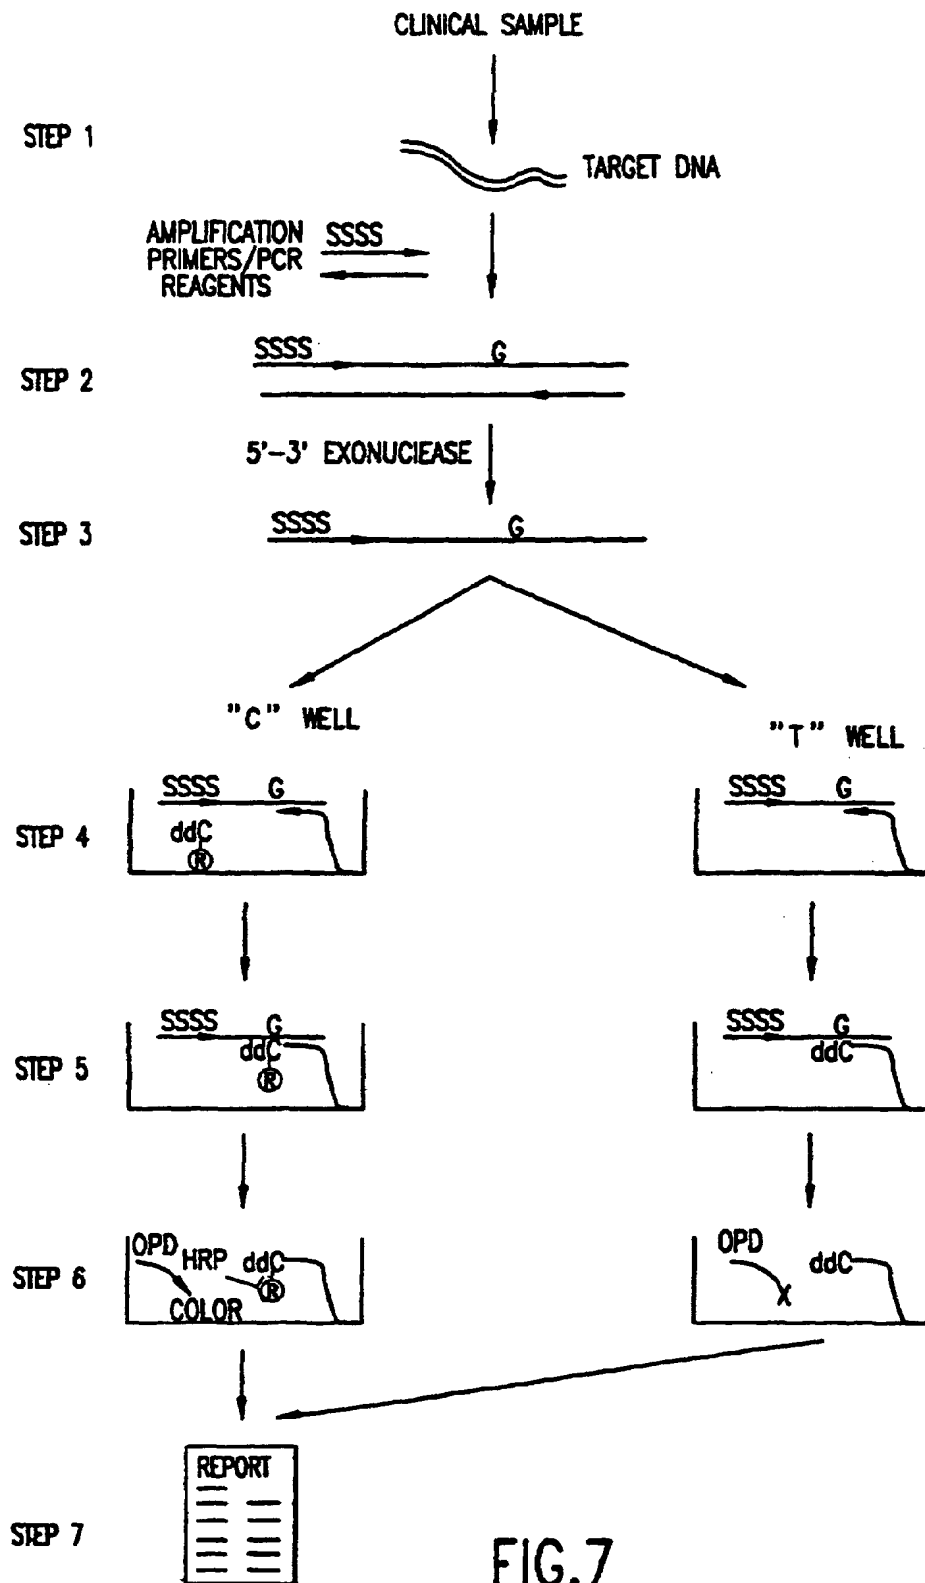 CLINICAL SAMPLE
STEP 1
TARGET DNA
AMPLIFICATION
PRIMERS/PCR
REAGENTS
SSSS
STEP 2
SSSS G
5'-3' EXONUCIEASE
STEP 3
SSSS G
"C" WELL
"T" WELL
STEP 4
SSSS G
ddC
R
SSSS G
STEP 5
SSSS G
ddC
R
SSSS G
ddC
STEP 6
OPD HRP ddC
R
COLOR
OPD ddC
X
REPORT
STEP 7
FIG.7